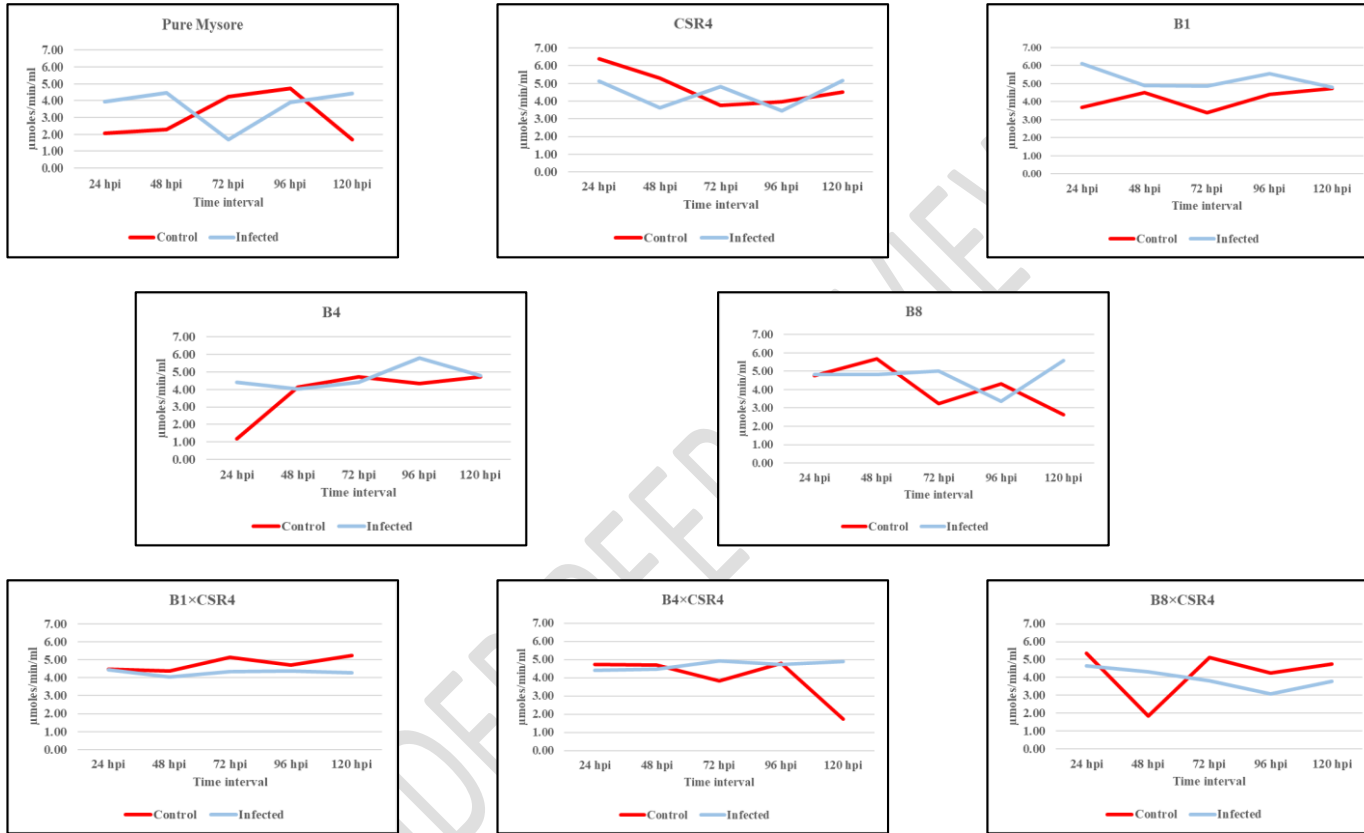 Pure Mysore
7.00
6.00
5.00
4.00
3.00
2.00
1.00
0.00
µmoles/min/ml
24 hpi 48 hpi 72 hpi 96 hpi 120 hpi
Time interval
Control Infected
CSR4
7.00
6.00
5.00
4.00
3.00
2.00
1.00
0.00
µmoles/min/ml
24 hpi 48 hpi 72 hpi 96 hpi 120 hpi
Time interval
Control Infected
B1
7.00
6.00
5.00
4.00
3.00
2.00
1.00
0.00
µmoles/min/ml
24 hpi 48 hpi 72 hpi 96 hpi 120 hpi
Time interval
Control Infected
B4
7.00
6.00
5.00
4.00
3.00
2.00
1.00
0.00
µmoles/min/ml
24 hpi 48 hpi 72 hpi 96 hpi 120 hpi
Time interval
Control Infected
B8
7.00
6.00
5.00
4.00
3.00
2.00
1.00
0.00
µmoles/min/ml
24 hpi 48 hpi 72 hpi 96 hpi 120 hpi
Time interval
Control Infected
B1×CSR4
7.00
6.00
5.00
4.00
3.00
2.00
1.00
0.00
µmoles/min/ml
24 hpi 48 hpi 72 hpi 96 hpi 120 hpi
Time interval
Control Infected
B4×CSR4
7.00
6.00
5.00
4.00
3.00
2.00
1.00
0.00
µmoles/min/ml
24 hpi 48 hpi 72 hpi 96 hpi 120 hpi
Time interval
Control Infected
B8×CSR4
7.00
6.00
5.00
4.00
3.00
2.00
1.00
0.00
µmoles/min/ml
24 hpi 48 hpi 72 hpi 96 hpi 120 hpi
Time interval
Control Infected